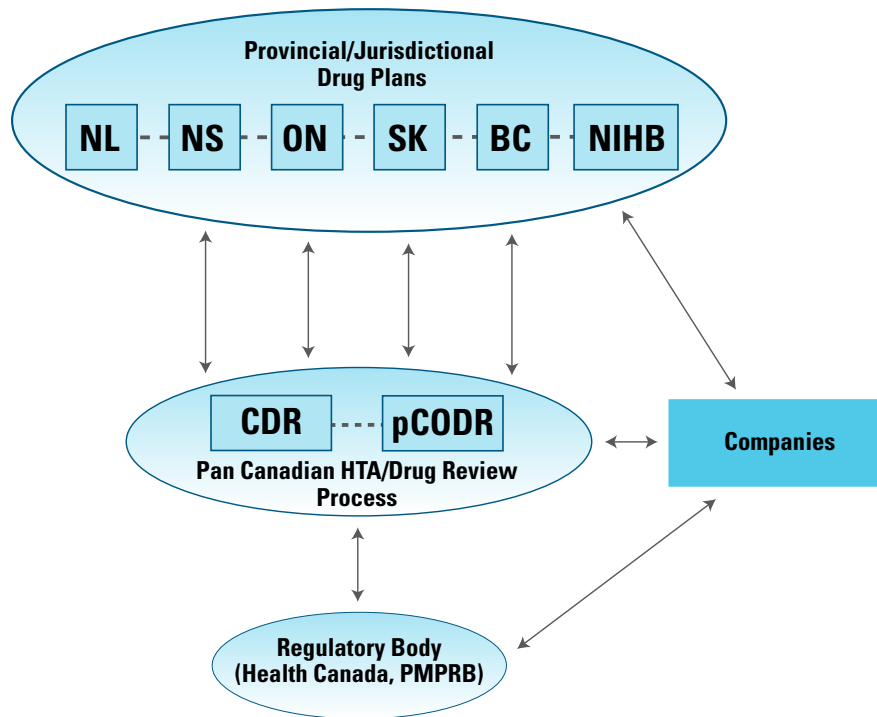 Provincial/Jurisdictional
Drug Plans
NL NS ON SK BC NIHB
CDR pCODR
Pan Canadian HTA/Drug Review
Process
Companies
Regulatory Body
(Health Canada, PMPRB)